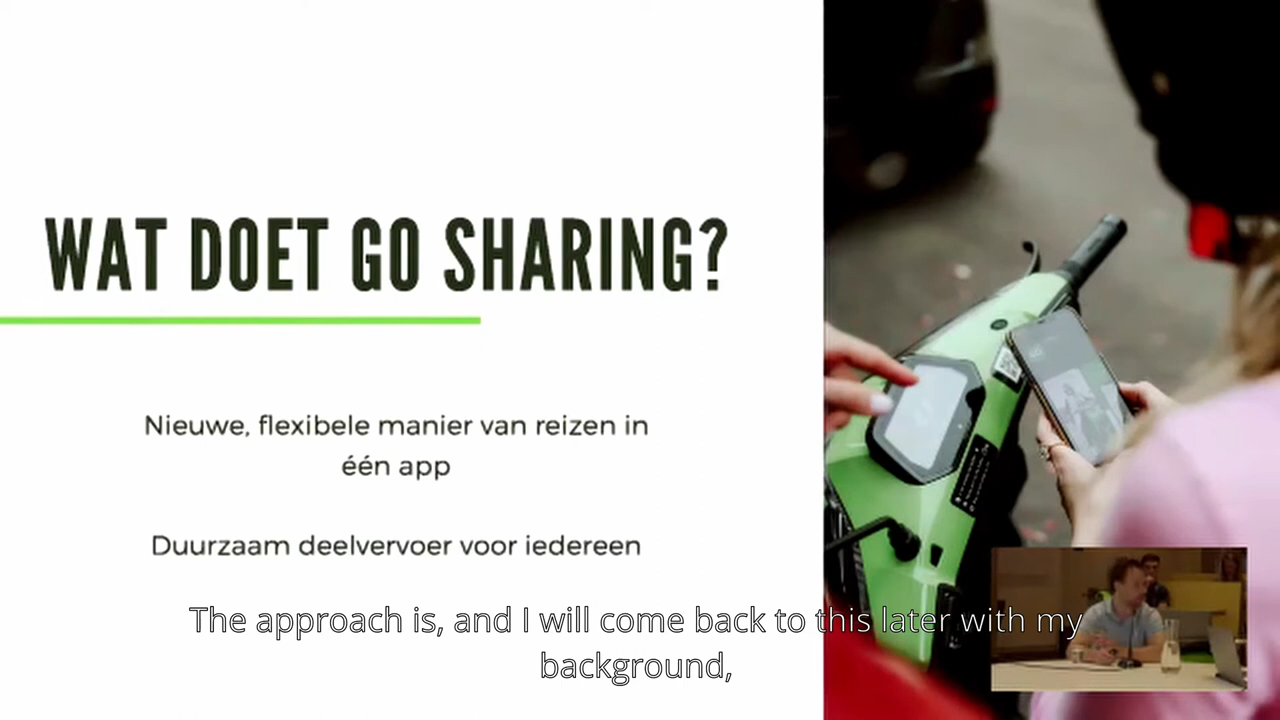 WAT DOET GO SHARING?
Nieuwe, flexibele manier van reizen in
één app
Duurzaam deelvervoer voor iedereen
The approach is, and I will come back to this later with my
background,